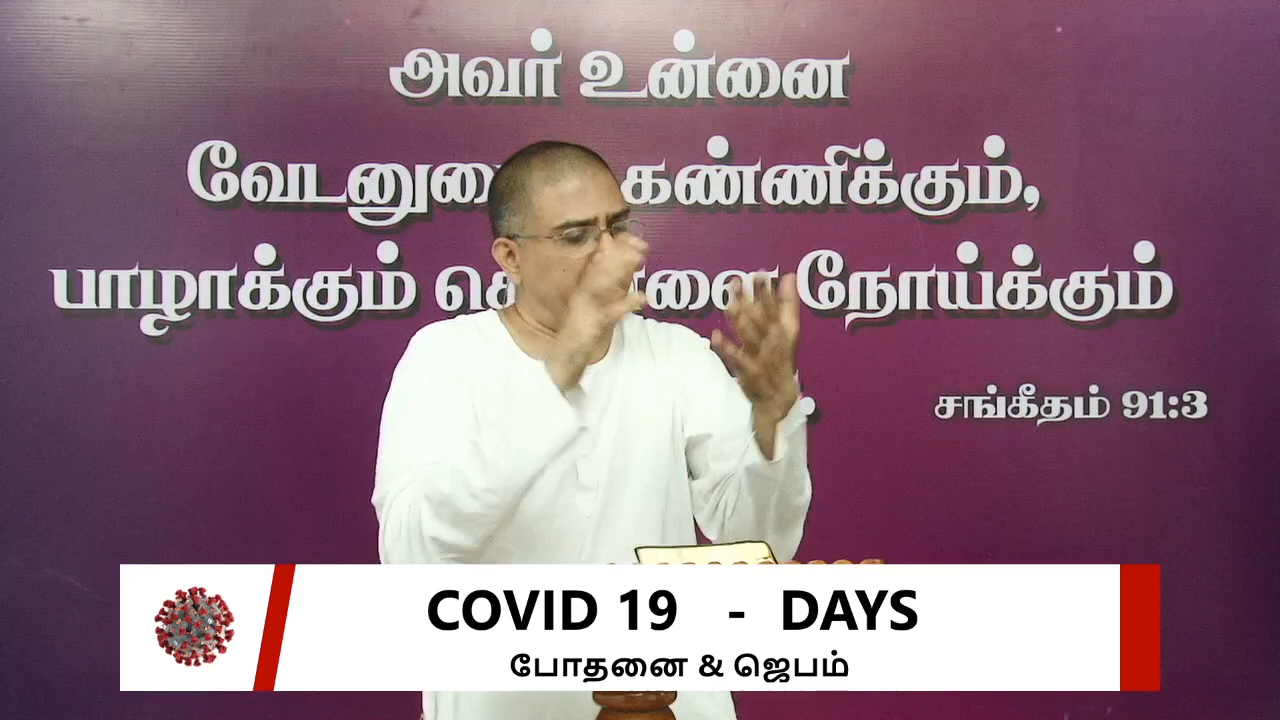 அவர் உன்னை
கண்ணிக்கும்,
பாழாக்கும் நோய்க்கும்
சங்கீதம் 91:3
COVID 19 - DAYS
போதனை & ஜெபம்